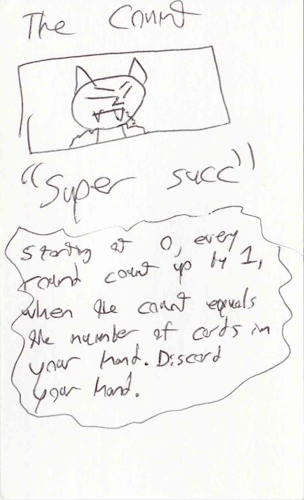 The Count
"Super succ"
Starting at 0, every
round count up by 1,
when the count equals
the number of cards in
your hand. Discard
your hand.